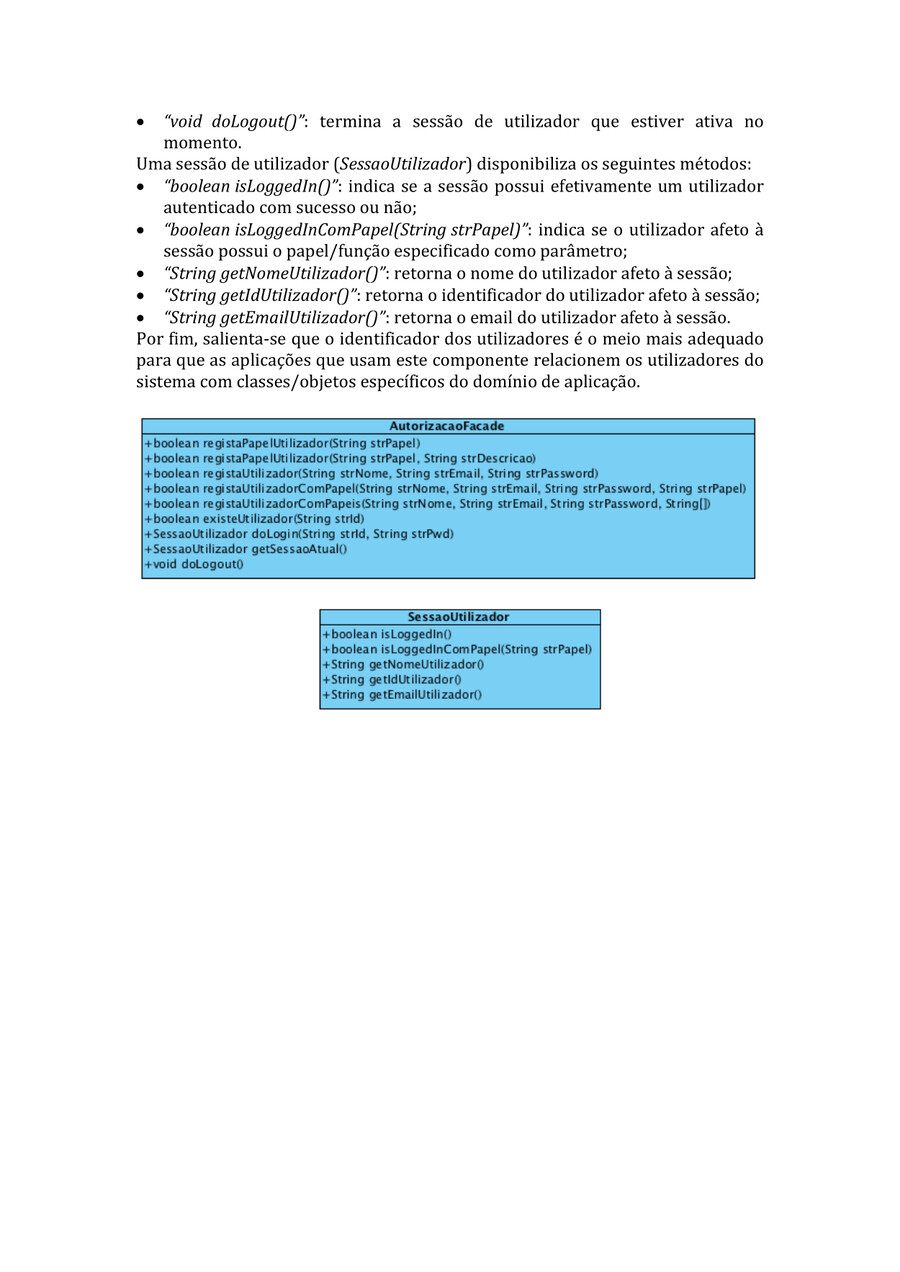 • “void doLogout()”: termina a sessão de utilizador que estiver ativa no
momento.
Uma sessão de utilizador (SessaoUtilizador) disponibiliza os seguintes métodos:
• “boolean isLoggedIn()”: indica se a sessão possui efetivamente um utilizador
autenticado com sucesso ou não;
• “boolean isLoggedInComPapel(String strPapel)”: indica se o utilizador afeto à
sessão possui o papel/função especificado como parâmetro;
• “String getNomeUtilizador()”: retorna o nome do utilizador afeto à sessão;
• “String getIdUtilizador()”: retorna o identificador do utilizador afeto à sessão;
• “String getEmailUtilizador()”: retorna o email do utilizador afeto à sessão.
Por fim, salienta-se que o identificador dos utilizadores é o meio mais adequado
para que as aplicações que usam este componente relacionem os utilizadores do
sistema com classes/objetos específicos do domínio de aplicação.
AutorizacaoFacade
+boolean registaPapelUtilizador(String strPapel)
+boolean registaPapelUtilizador(String strPapel, String strDescricao)
+boolean registaUtilizador(String strNome, String strEmail, String strPassword)
+boolean registaUtilizadorComPapel(String strNome, String strEmail, String strPassword, String strPapel)
+boolean registaUtilizadorComPapeis(String strNome, String strEmail, String strPassword, String[])
+boolean existeUtilizador(String strId)
+SessaoUtilizador doLogin(String strId, String strPwd)
+SessaoUtilizador getSessaoAtual()
+void doLogout()
SessaoUtilizador
+boolean isLoggedIn()
+boolean isLoggedInComPapel(String strPapel)
+String getNomeUtilizador()
+String getIdUtilizador()
+String getEmailUtilizador()